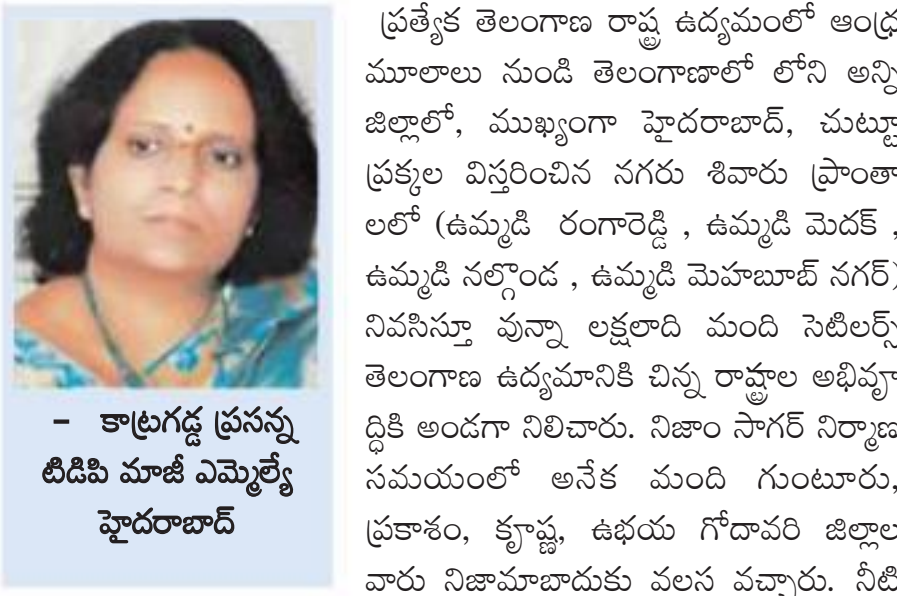 - కాట్రగడ్డ ప్రసన్న
టిడిపి మాజీ ఎమ్మెల్యే
హైదరాబాద్
ప్రత్యేక తెలంగాణ రాష్ట్ర ఉద్యమంలో ఆంధ్ర
మూలాలు నుండి తెలంగాణాలో లోని అన్ని
జిల్లాలో, ముఖ్యంగా హైదరాబాద్, చుట్టూ
ప్రక్కల విస్తరించిన నగరు శివారు ప్రాంతా
లలో (ఉమ్మడి రంగారెడ్డి , ఉమ్మడి మెదక్ ,
ఉమ్మడి నల్గొండ , ఉమ్మడి మెహబూబ్ నగర్)
నివసిస్తూ వున్నా లక్షలాది మంది సెటిలర్స్
తెలంగాణ ఉద్యమానికి చిన్న రాష్ట్రాల అభివృ
ద్ధికి అండగా నిలిచారు. నిజాం సాగర్ నిర్మాణ
సమయంలో అనేక మంది గుంటూరు,
ప్రకాశం, కృష్ణ, ఉభయ గోదావరి జిల్లాల
వారు నిజామాబాదుకు వలస వచ్చారు. నీటి